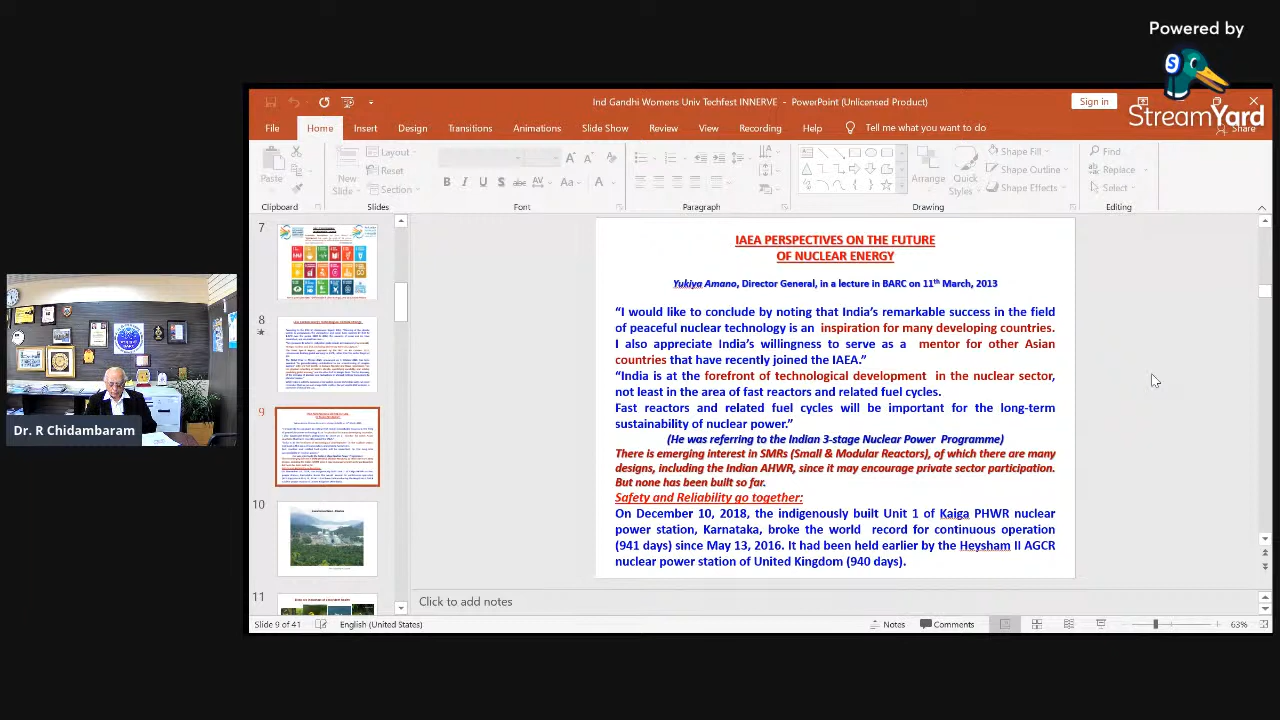 Powered by
StreamYard
Ind Gandhi Womens Univ Techfest INNERVE - PowerPoint (Unlicensed Product)
Sign in
File Home Insert Design Transitions Animations Slide Show Review View Recording Help Tell me what you want to do Share
Paste
New Slide
Layout
Reset
Section
B I U S abc AV Aa A
Arrange
Quick Styles
Shape Fill
Shape Outline
Shape Effects
Find
Replace
Select
Clipboard Slides Font Paragraph Drawing Editing
7
8
9
10
11
IAEA PERSPECTIVES ON THE FUTURE
OF NUCLEAR ENERGY
Yukiya Amano, Director General, in a lecture in BARC on 11th March, 2013
“I would like to conclude by noting that India’s remarkable success in the field
of peaceful nuclear technology is an inspiration for many developing countries.
I also appreciate India’s willingness to serve as a mentor for other Asian
countries that have newly joined the IAEA.”
“India is at the forefront of technological development in the nuclear sector,
not least in the area of fast reactors and related fuel cycles.
Fast reactors and related fuel cycles will be important for the long-term
sustainability of nuclear power.”
(He was referring to the Indian 3-stage Nuclear Power Programme)
There is emerging interest in SMRs (Small & Modular Reactors), of which there are many
designs, including the Indian AHWR, since it may encourage private sector participation.
But none has been built so far.
Safety and Reliability go together:
On December 10, 2018, the indigenously built Unit 1 of Kaiga PHWR nuclear
power station, Karnataka, broke the world record for continuous operation
(941 days) since May 13, 2016. It had been held earlier by the Heysham II AGCR
nuclear power station of United Kingdom (940 days).
Dr. R Chidambaram
Click to add notes
Slide 9 of 41 English (United States) Notes Comments 63%